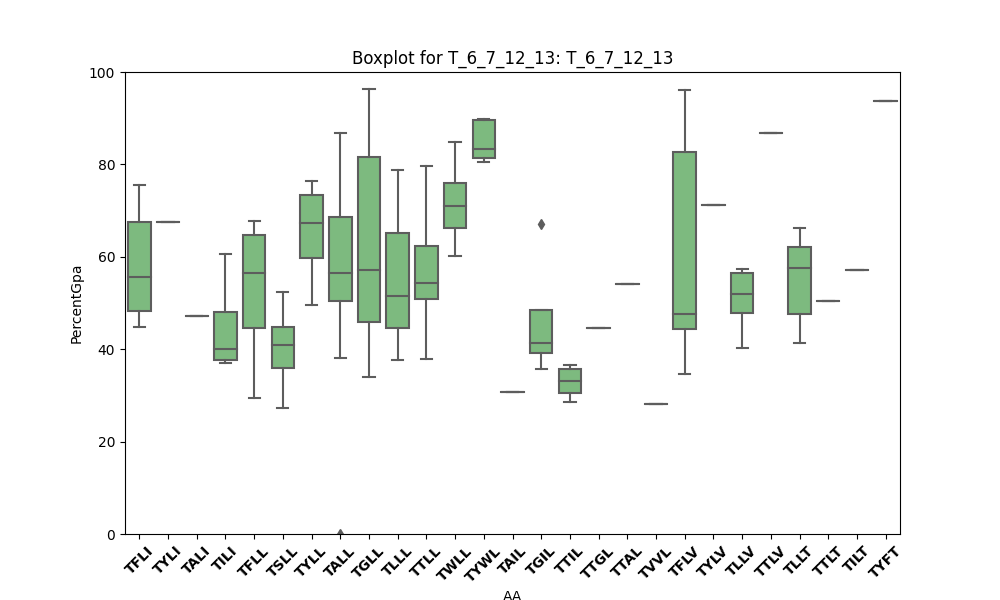 Boxplot for T_6_7_12_13: T_6_7_12_13
100
80
60
40
20
0
PercentGpa
TFLI TYLI TALI TILI TFLL TSLL TYLL TALL TGLL TLLL TTLL TWLL TYWL TAIL TGIL TTIL TTGL TTAL TVVL TFLV TYLV TLLV TTLV TLLT TTLT TILT TYFT
AA